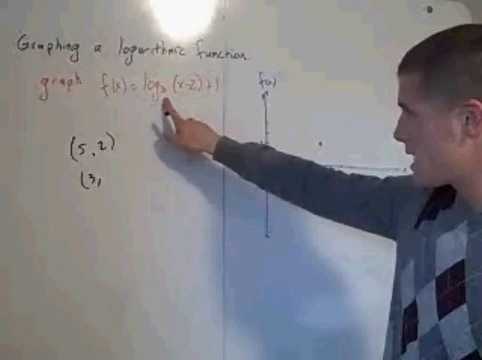 Graphing a logarithmic function.
graph f(x) = log₃ (x-2) + 1
f(x)
(5, 2)
(3,